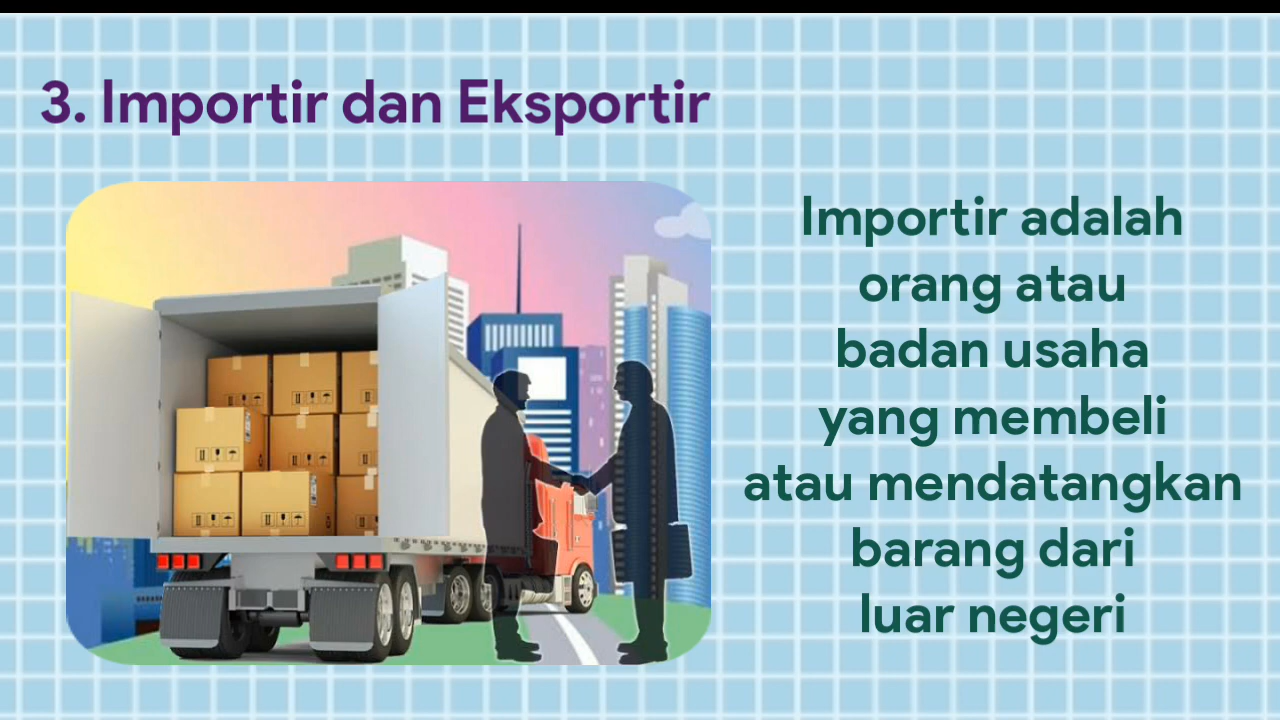 3. Importir dan Eksportir
Importir adalah
orang atau
badan usaha
yang membeli
atau mendatangkan
barang dari
luar negeri